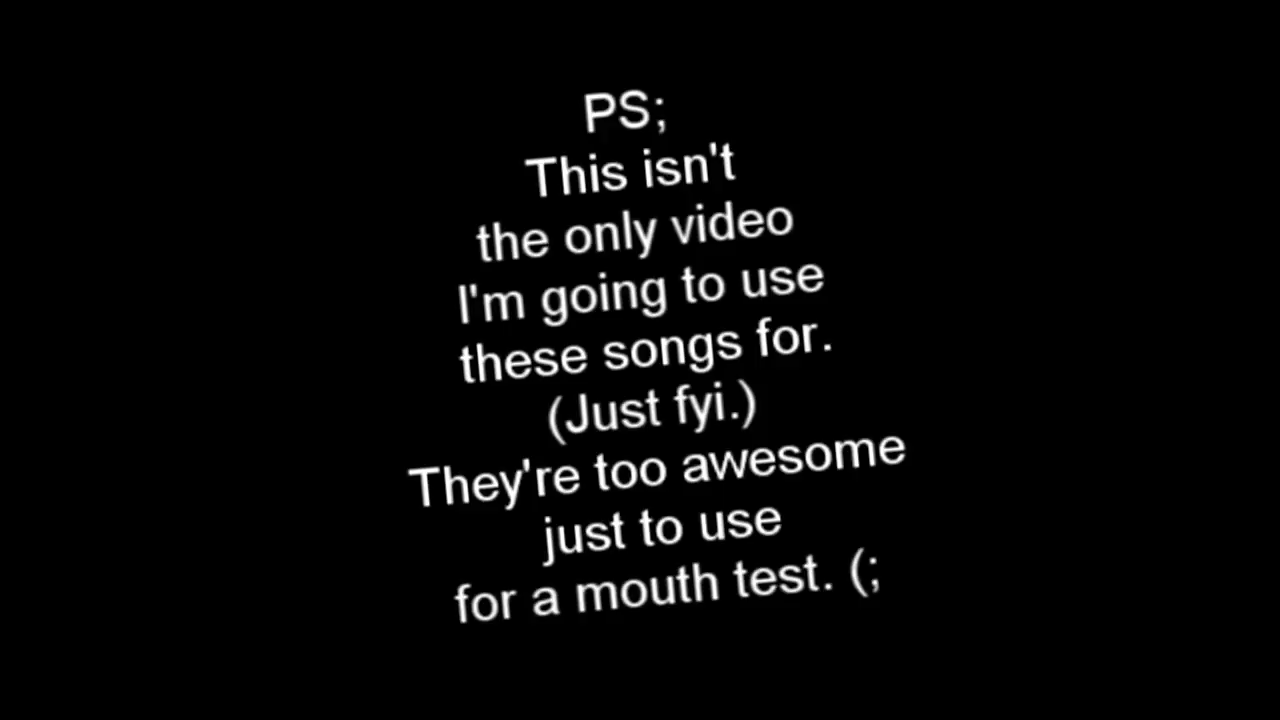 PS;
This isn't
the only video
I'm going to use
these songs for.
(Just fyi.)
They're too awesome
just to use
for a mouth test. (;